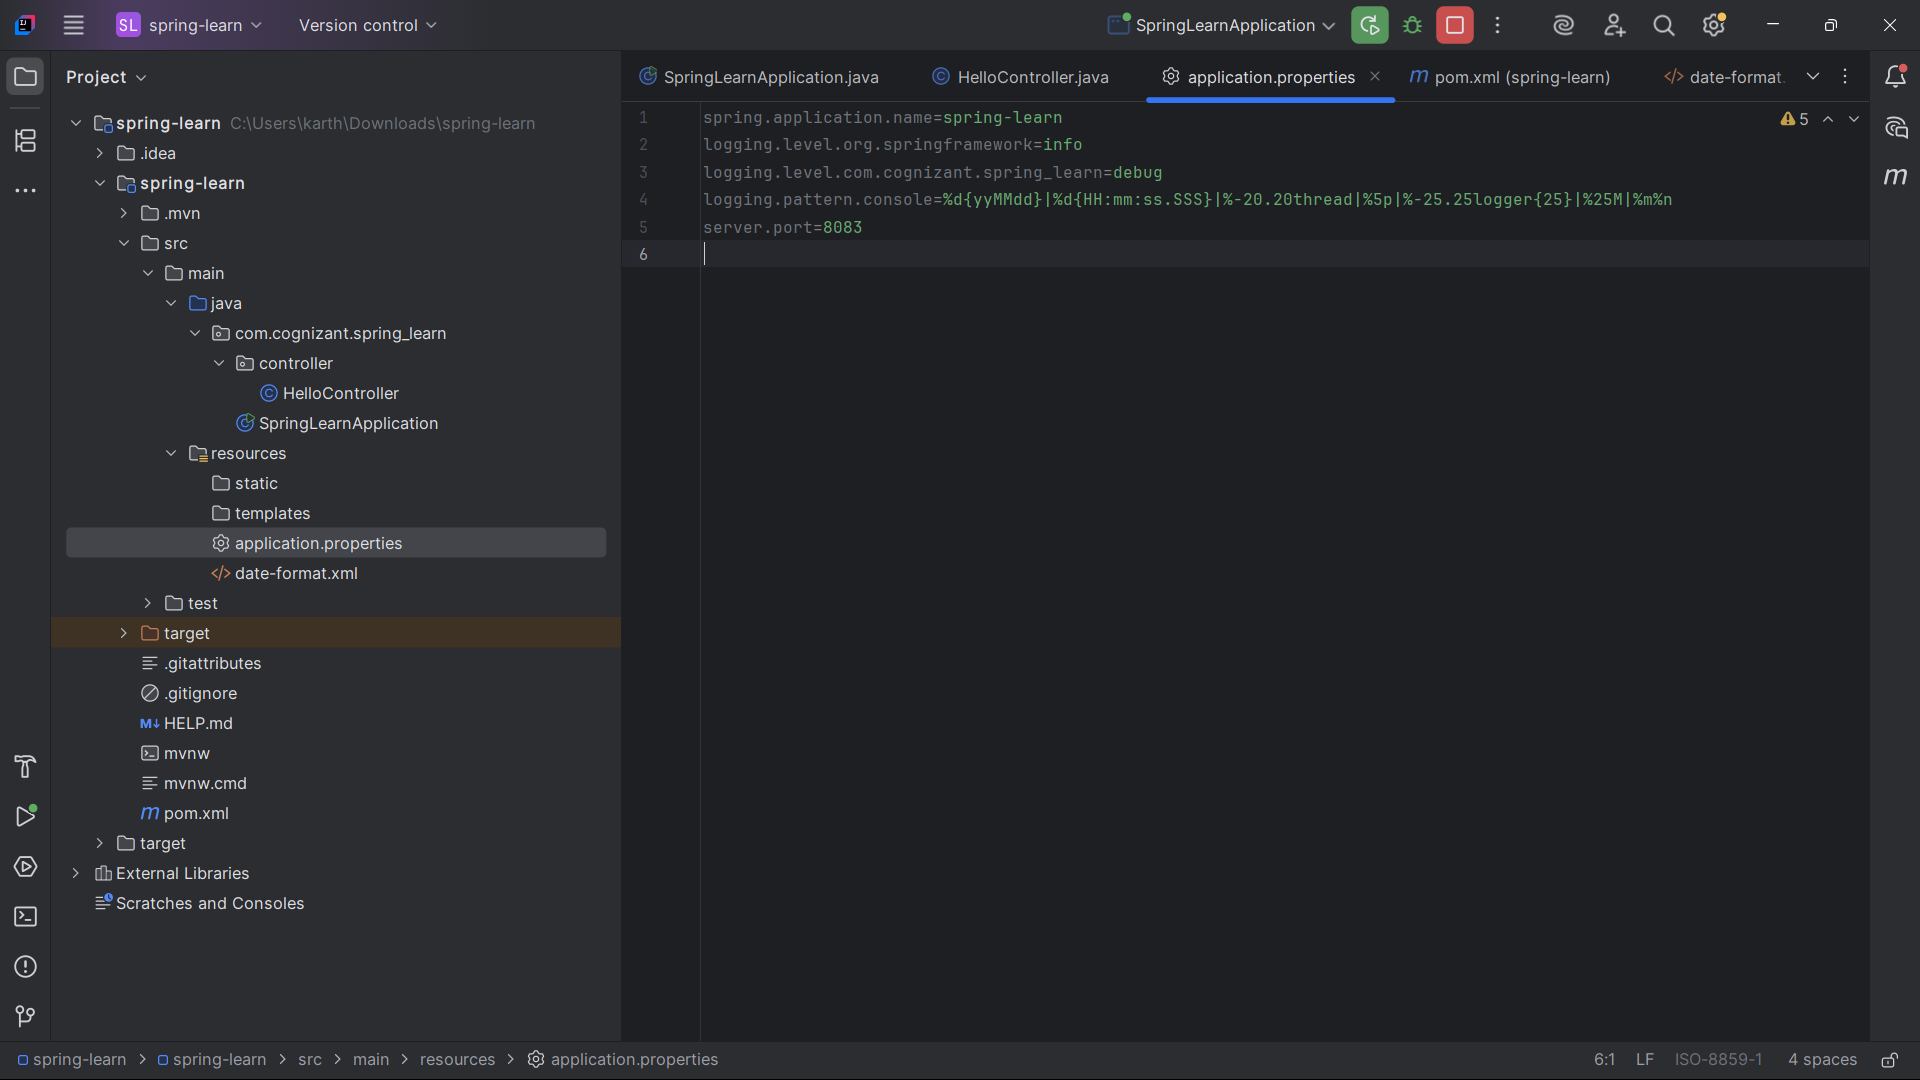 SL spring-learn Version control SpringLearnApplication
Project
spring-learn C:\Users\karth\Downloads\spring-learn
.idea
spring-learn
.mvn
src
main
java
com.cognizant.spring_learn
controller
HelloController
SpringLearnApplication
resources
static
templates
application.properties
date-format.xml
test
target
.gitattributes
.gitignore
M↓ HELP.md
mvnw
mvnw.cmd
m pom.xml
target
External Libraries
Scratches and Consoles
SpringLearnApplication.java HelloController.java application.properties m pom.xml (spring-learn) </> date-format.
1 spring.application.name=spring-learn
2 logging.level.org.springframework=info
3 logging.level.com.cognizant.spring_learn=debug
4 logging.pattern.console=%d{yyMMdd}|%d{HH:mm:ss.SSS}|%-20.20thread|%5p|%-25.25logger{25}|%25M|%m%n
5 server.port=8083
6
5
m
spring-learn > spring-learn > src > main > resources > application.properties
6:1 LF ISO-8859-1 4 spaces